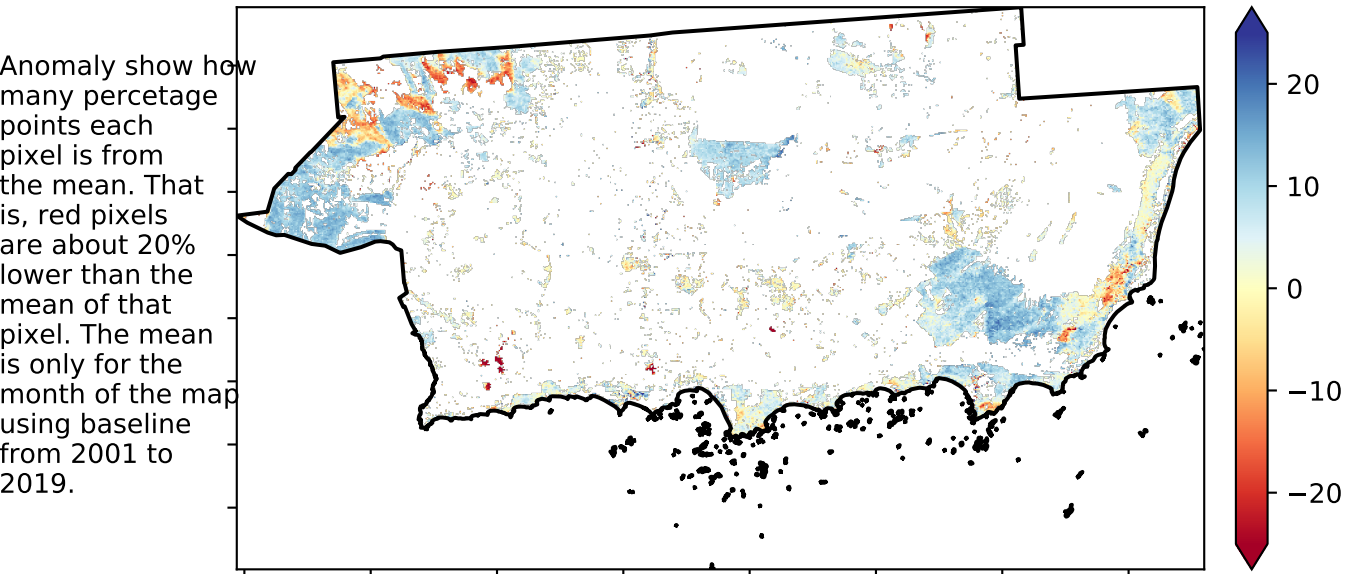 Anomaly show how
many percetage
points each
pixel is from
the mean. That
is, red pixels
are about 20%
lower than the
mean of that
pixel. The mean
is only for the
month of the map
using baseline
from 2001 to
2019.
20
10
0
−10
−20